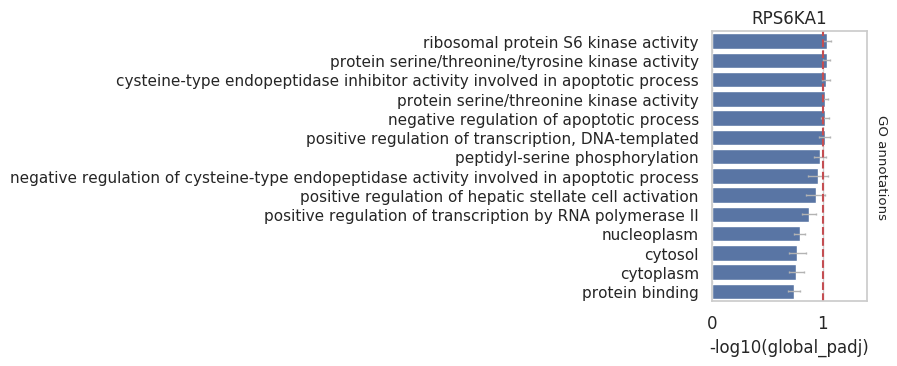 RPS6KA1
ribosomal protein S6 kinase activity
protein serine/threonine/tyrosine kinase activity
cysteine-type endopeptidase inhibitor activity involved in apoptotic process
protein serine/threonine kinase activity
negative regulation of apoptotic process
positive regulation of transcription, DNA-templated
peptidyl-serine phosphorylation
negative regulation of cysteine-type endopeptidase activity involved in apoptotic process
positive regulation of hepatic stellate cell activation
positive regulation of transcription by RNA polymerase II
nucleoplasm
cytosol
cytoplasm
protein binding
GO annotations
0 1
-log10(global_padj)